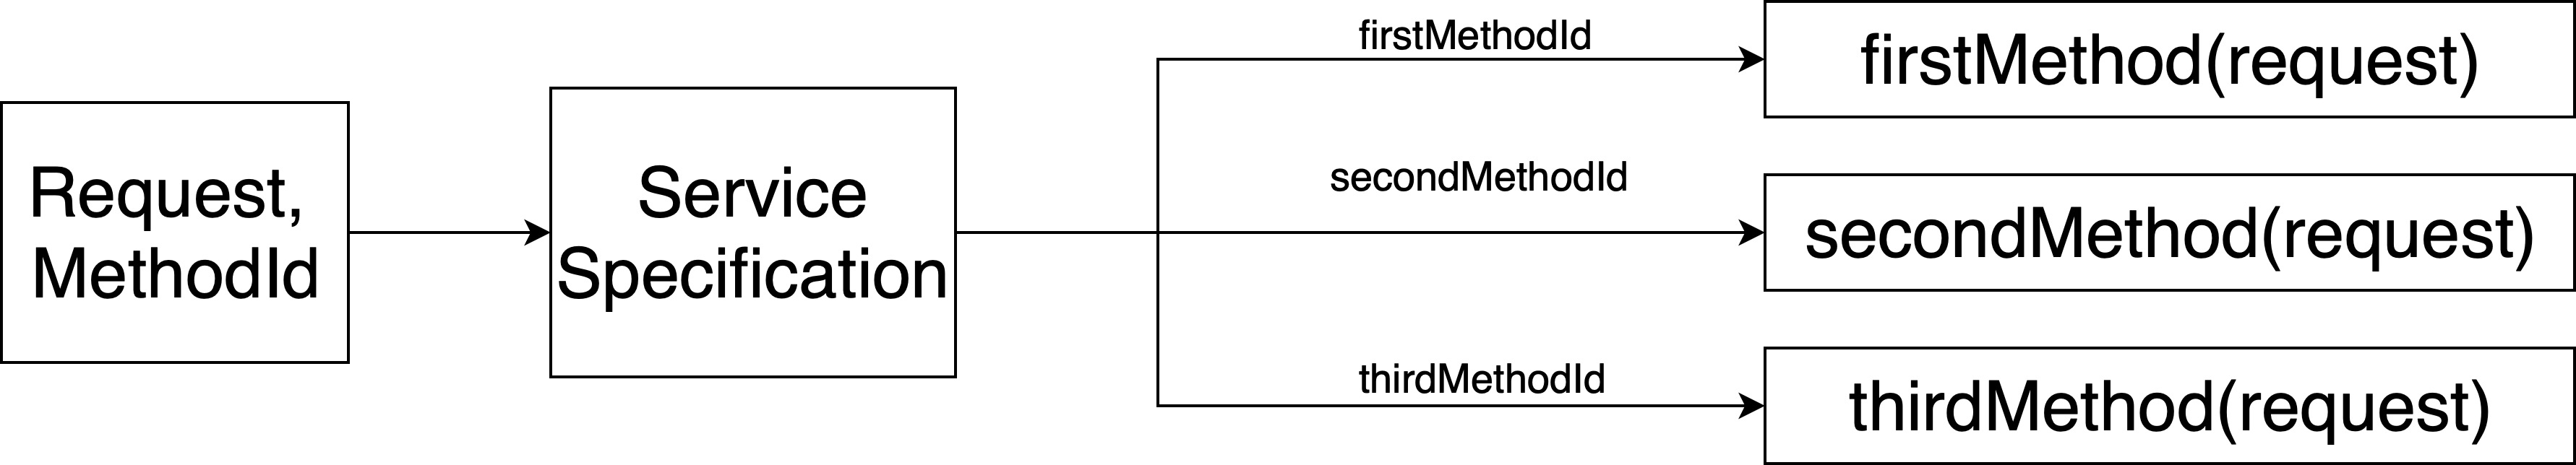 Request,
MethodId
Service
Specification
firstMethodId
firstMethod(request)
secondMethodId
secondMethod(request)
thirdMethodId
thirdMethod(request)